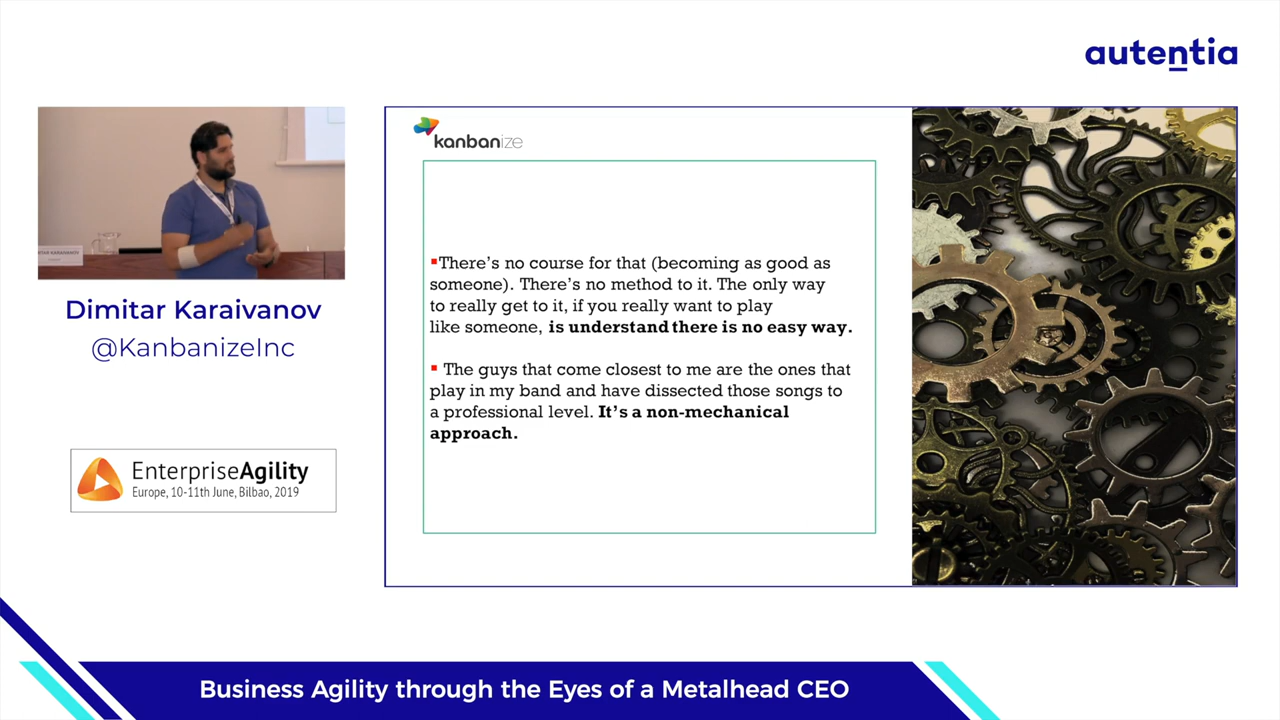 autentia
kanbanize
▪There's no course for that (becoming as good as
someone). There's no method to it. The only way
to really get to it, if you really want to play
like someone, is understand there is no easy way.
▪ The guys that come closest to me are the ones that
play in my band and have dissected those songs to
a professional level. It's a non-mechanical
approach.
Dimitar Karaivanov
@KanbanizeInc
EnterpriseAgility
Europe, 10-11th June, Bilbao, 2019
Business Agility through the Eyes of a Metalhead CEO